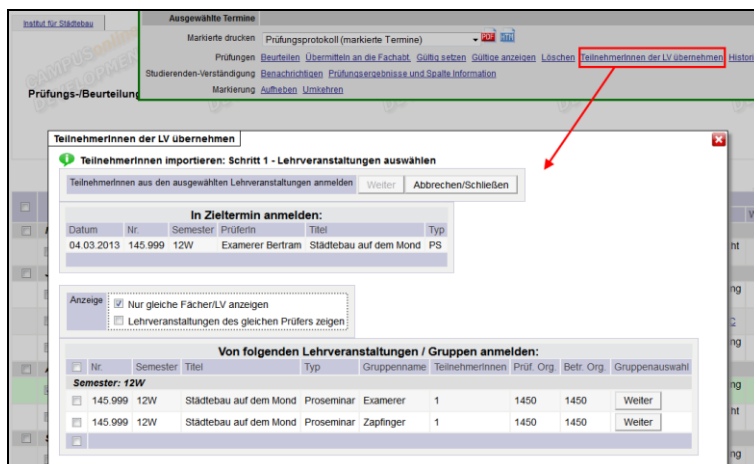 Institut für Städtebau
Ausgewählte Termine
Markierte drucken Prüfungsprotokoll (markierte Termine) PDF
Prüfungen Beurteilen Übermitteln an die Fachabt. Gültig setzen Gültige anzeigen Löschen TeilnehmerInnen der LV übernehmen Histori
Studierenden-Verständigung Benachrichtigen Prüfungsergebnisse und Spalte Information
Markierung Aufheben Umkehren
Prüfungs-/Beurteilung
TeilnehmerInnen der LV übernehmen
TeilnehmerInnen importieren: Schritt 1 - Lehrveranstaltungen auswählen
TeilnehmerInnen aus den ausgewählten Lehrveranstaltungen anmelden Weiter Abbrechen/Schließen
In Zieltermin anmelden:
Datum Nr. Semester PrüferIn Titel Typ
04.03.2013 145.999 12W Examerer Bertram Städtebau auf dem Mond PS
Anzeige Nur gleiche Fächer/LV anzeigen
Lehrveranstaltungen des gleichen Prüfers zeigen
Von folgenden Lehrveranstaltungen / Gruppen anmelden:
Nr. Semester Titel Typ Gruppenname TeilnehmerInnen Prüf. Org. Betr. Org. Gruppenauswahl
Semester: 12W
145.999 12W Städtebau auf dem Mond Proseminar Examerer 1 1450 1450 Weiter
145.999 12W Städtebau auf dem Mond Proseminar Zapfinger 1 1450 1450 Weiter